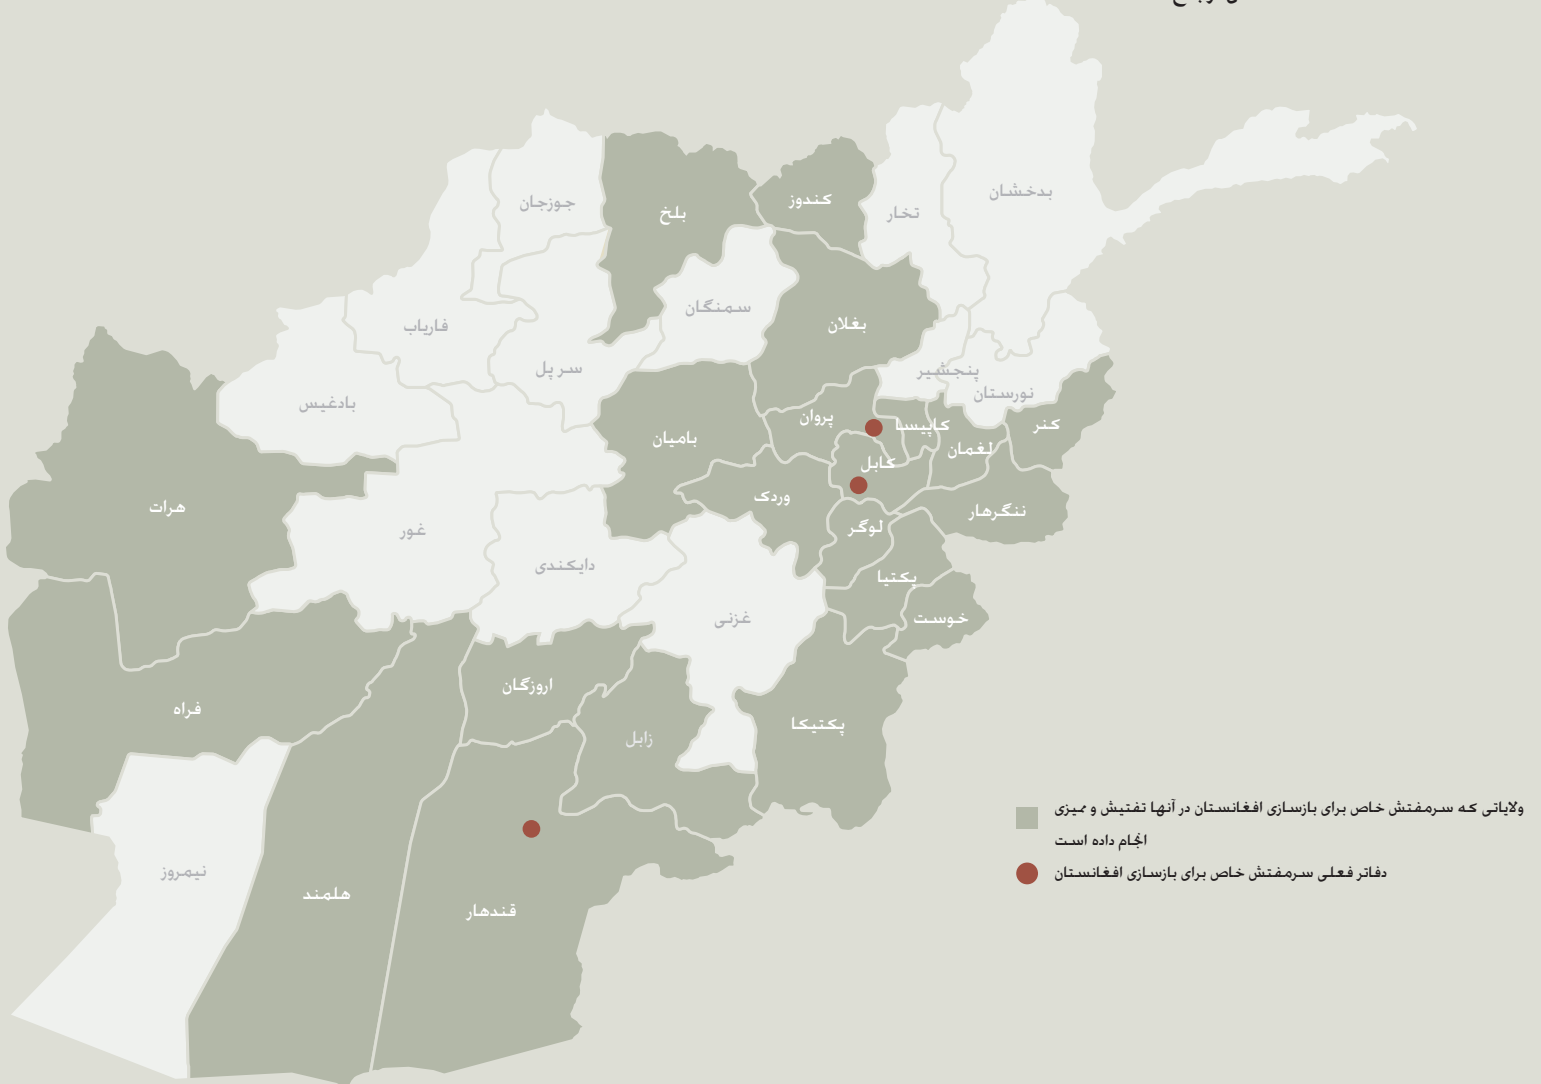 بدخشان
تخار
کندوز
بلخ
جوزجان
سمنگان
بغلان
فاریاب
سر پل
پنجشیر
نورستان
بادغیس
پروان
کاپیسا
کنر
لغمان
بامیان
کابل
وردک
هرات
ننگرهار
لوگر
غور
دایکندی
پکتیا
خوست
غزنی
اروزگان
فراه
زابل
پکتیکا
نیمروز
هلمند
قندهار
ولایاتی که سرمفتش خاص برای بازسازی افغانستان در آنها تفتیش و ممیزی
انجام داده است
دفاتر فعلی سرمفتش خاص برای بازسازی افغانستان